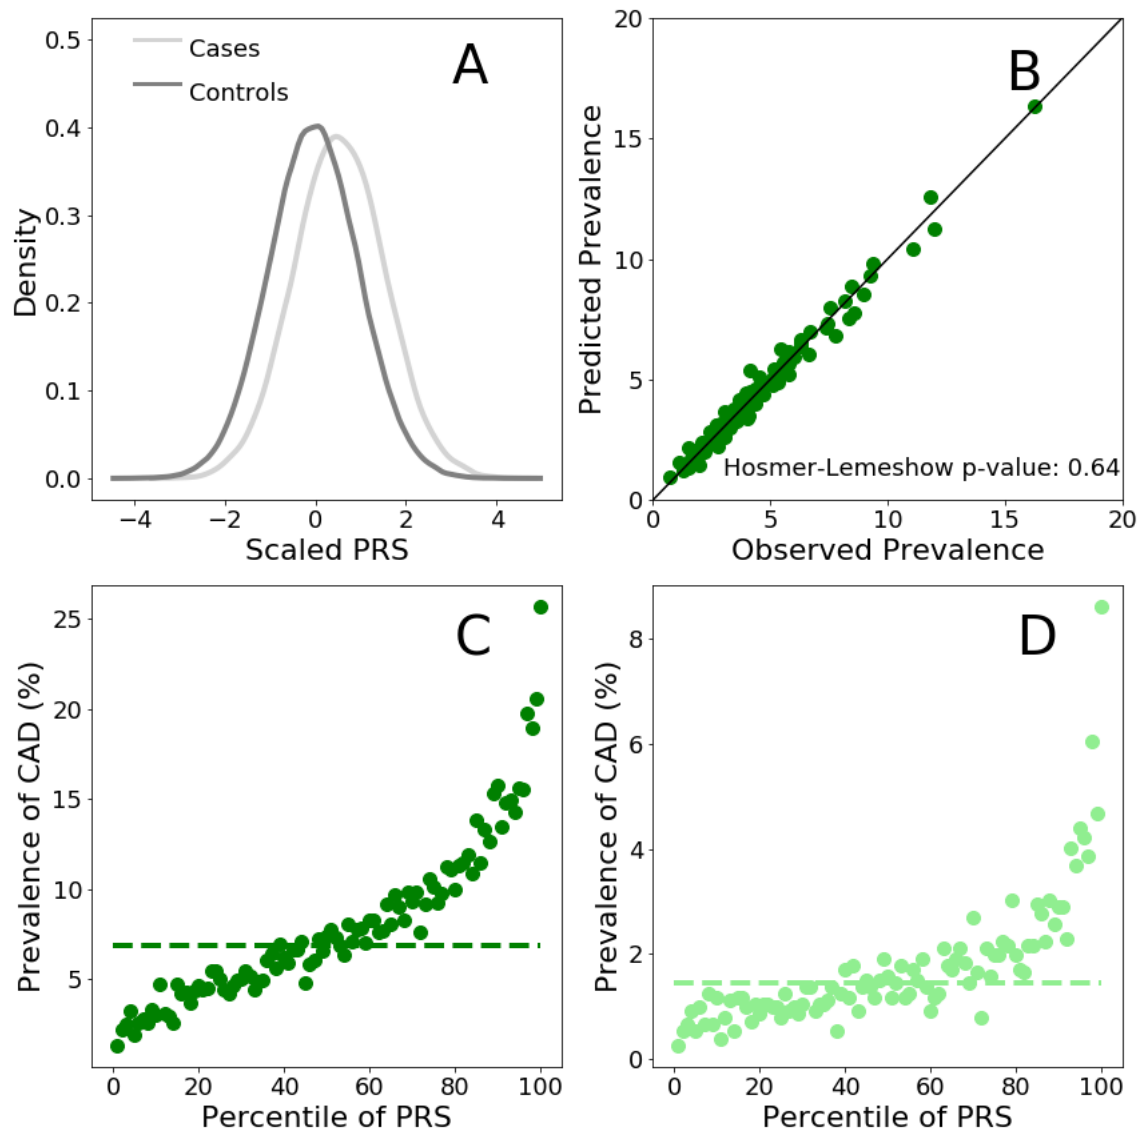 A
Cases
Controls
0.5
0.4
0.3
0.2
0.1
0.0
Density
−4 −2 0 2 4
Scaled PRS
B
20
15
10
5
0
Predicted Prevalence
Hosmer-Lemeshow p-value: 0.64
0 5 10 15 20
Observed Prevalence
C
25
20
15
10
5
Prevalence of CAD (%)
0 20 40 60 80 100
Percentile of PRS
D
8
6
4
2
0
Prevalence of CAD (%)
0 20 40 60 80 100
Percentile of PRS